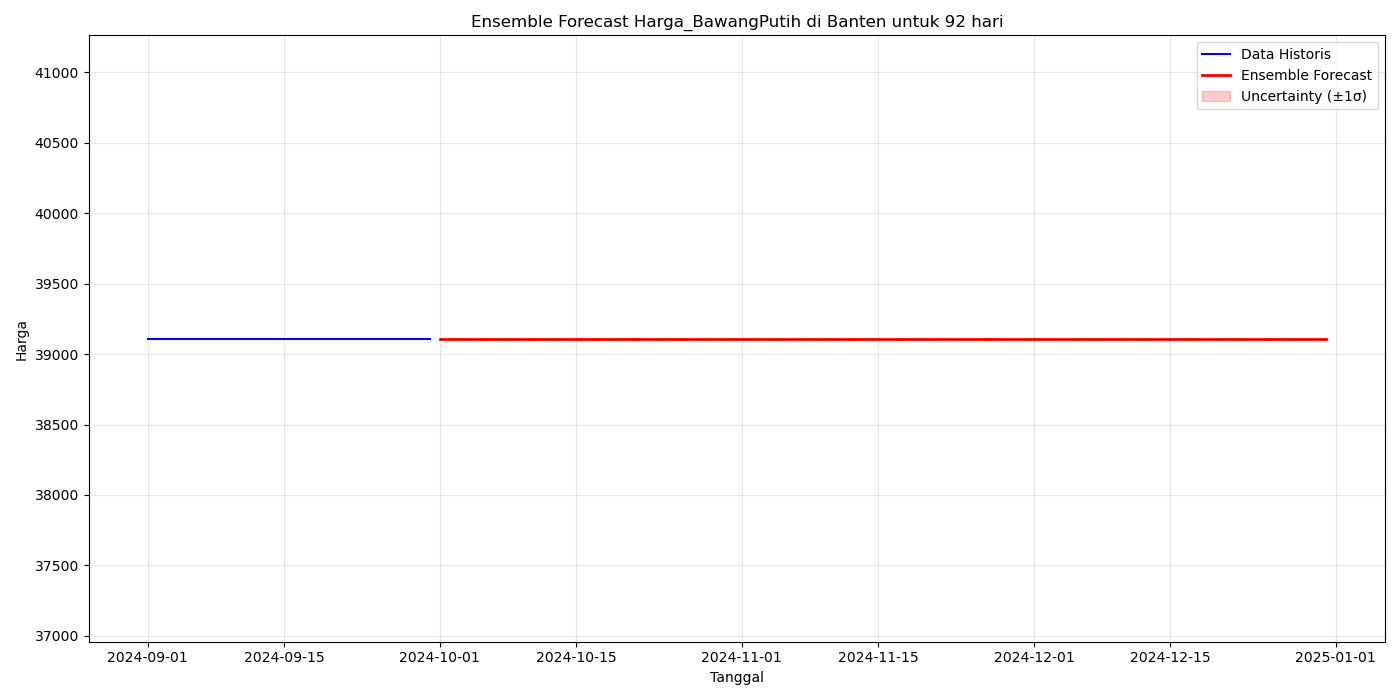 Ensemble Forecast Harga_BawangPutih di Banten untuk 92 hari
Data Historis
Ensemble Forecast
Uncertainty (±1σ)
41000
40500
40000
39500
39000
38500
38000
37500
37000
Harga
2024-09-01 2024-09-15 2024-10-01 2024-10-15 2024-11-01 2024-11-15 2024-12-01 2024-12-15 2025-01-01
Tanggal